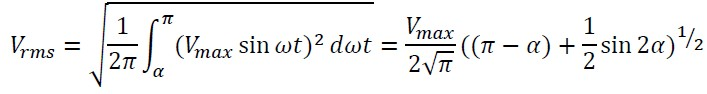 V_{rms} = \sqrt{\frac{1}{2\pi} \int_{\alpha}^{\pi} (V_{max} \sin \omega t)^2 \, d\omega t} = \frac{V_{max}}{2\sqrt{\pi}} ((\pi - \alpha) + \frac{1}{2} \sin 2\alpha)^{1/2}